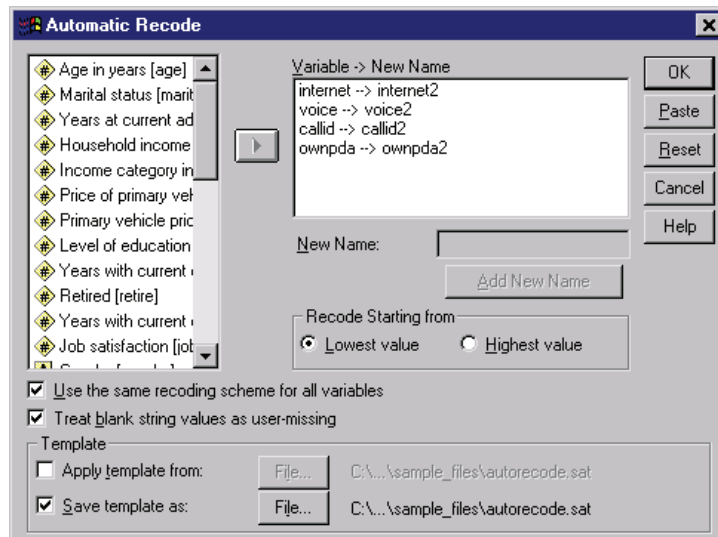 Automatic Recode
Age in years [age]
Marital status [marit
Years at current ad
Household income
Income category in
Price of primary veh
Primary vehicle pric
Level of education
Years with current
Retired [retire]
Years with current
Job satisfaction [job
Variable -> New Name
internet --> internet2
voice --> voice2
callid --> callid2
ownpda --> ownpda2
New Name:
Add New Name
Recode Starting from
Lowest value
Highest value
OK
Paste
Reset
Cancel
Help
Use the same recoding scheme for all variables
Treat blank string values as user-missing
Template
Apply template from:
File...
C:\...\sample_files\autorecode.sat
Save template as:
File...
C:\...\sample_files\autorecode.sat